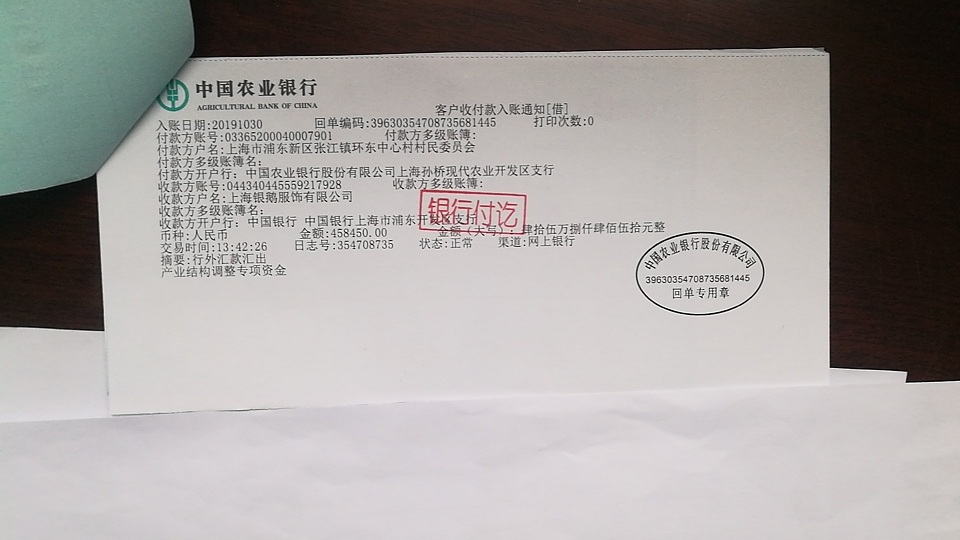 中国农业银行
AGRICULTURAL BANK OF CHINA
客户收付款入账通知[借]
入账日期:20191030 回单编码:39630354708735681445 打印次数:0
付款方账号:03365200040007901 付款方多级账簿:
付款方户名:上海市浦东新区张江镇环东中心村村民委员会
付款方多级账簿名:
付款方开户行: 中国农业银行股份有限公司上海孙桥现代农业开发区支行
收款方账号:044340445559217928 收款方多级账簿:
收款方户名:上海银鹅服饰有限公司
收款方多级账簿名:
收款方开户行: 中国银行 中国银行上海市浦东开发区支行
银行付讫
币种:人民币 金额:458450.00 金额(大写): 肆拾伍万捌仟肆佰伍拾元整
交易时间:13:42:26 日志号:354708735 状态:正常 渠道:网上银行
摘要:行外汇款汇出
产业结构调整专项资金
中国农业银行股份有限公司
39630354708735681445
回单专用章